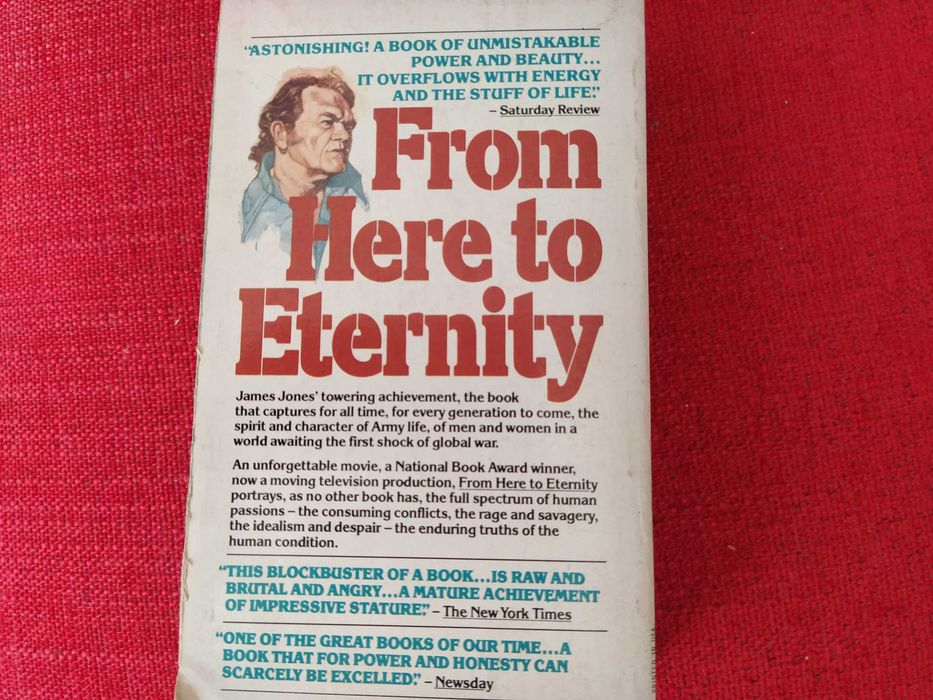 "ASTONISHING! A BOOK OF UNMISTAKABLE
POWER AND BEAUTY...
IT OVERFLOWS WITH ENERGY
AND THE STUFF OF LIFE."
– Saturday Review
From
Here to
Eternity
James Jones' towering achievement, the book
that captures for all time, for every generation to come, the
spirit and character of Army life, of men and women in a
world awaiting the first shock of global war.
An unforgettable movie, a National Book Award winner,
now a moving television production, From Here to Eternity
portrays, as no other book has, the full spectrum of human
passions – the consuming conflicts, the rage and savagery,
the idealism and despair – the enduring truths of the
human condition.
"THIS BLOCKBUSTER OF A BOOK...IS RAW AND
BRUTAL AND ANGRY...A MATURE ACHIEVEMENT
OF IMPRESSIVE STATURE." – The New York Times
"ONE OF THE GREAT BOOKS OF OUR TIME...A
BOOK THAT FOR POWER AND HONESTY CAN
SCARCELY BE EXCELLED." – Newsday